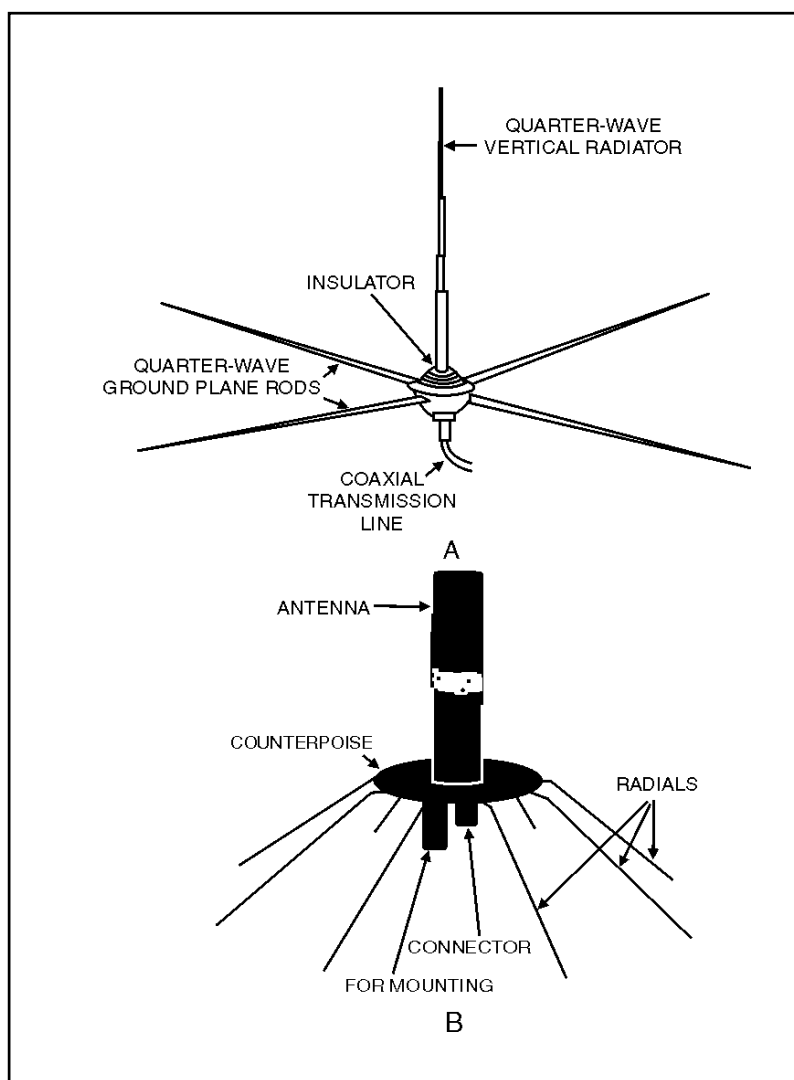 QUARTER-WAVE
VERTICAL RADIATOR
INSULATOR
QUARTER-WAVE
GROUND PLANE RODS
COAXIAL
TRANSMISSION
LINE
A
ANTENNA
COUNTERPOISE
RADIALS
CONNECTOR
FOR MOUNTING
B